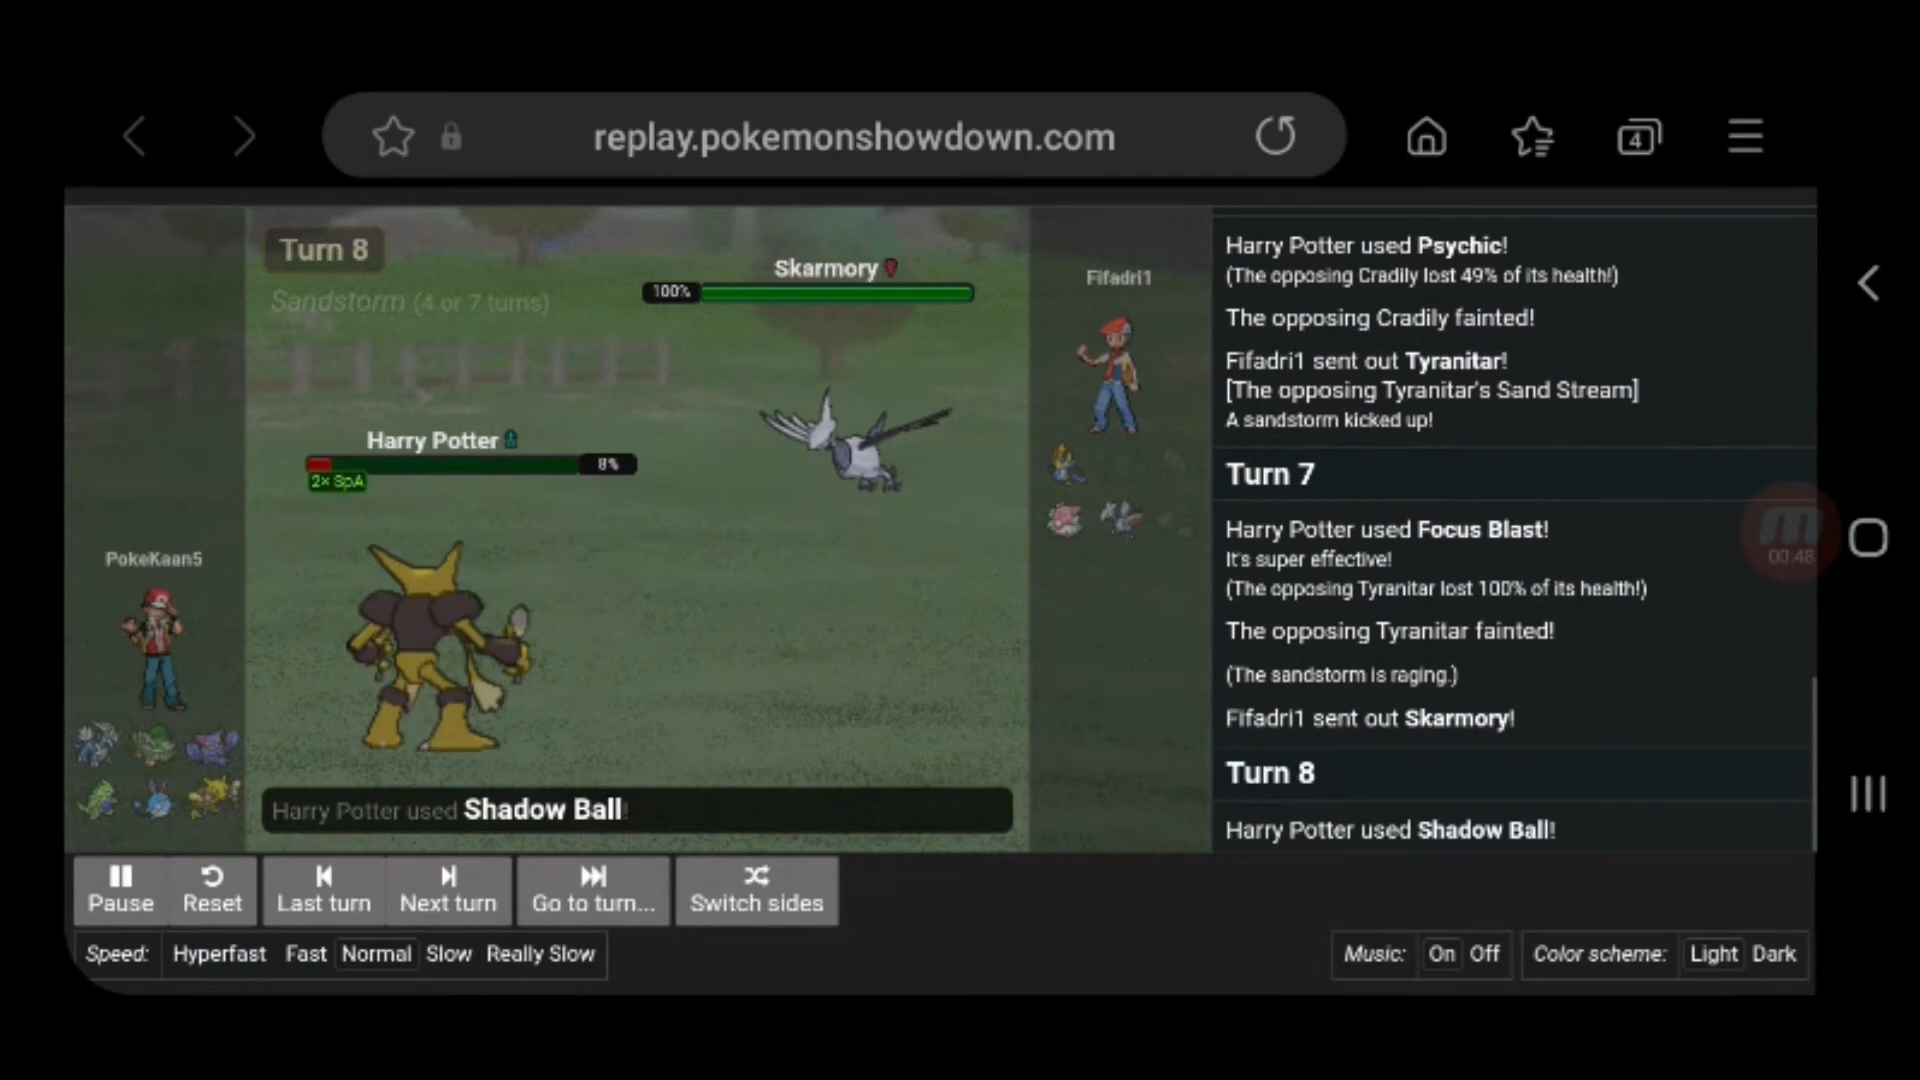 replay.pokemonshowdown.com
4
Turn 8
Sandstorm (4 or 7 turns)
Skarmory
100%
Harry Potter
8%
2× SpA
PokeKaan5
Fifadri1
Harry Potter used Shadow Ball!
Harry Potter used Psychic!
(The opposing Cradily lost 49% of its health!)
The opposing Cradily fainted!
Fifadri1 sent out Tyranitar!
[The opposing Tyranitar's Sand Stream]
A sandstorm kicked up!
Turn 7
Harry Potter used Focus Blast!
It's super effective!
(The opposing Tyranitar lost 100% of its health!)
The opposing Tyranitar fainted!
(The sandstorm is raging.)
Fifadri1 sent out Skarmory!
Turn 8
Harry Potter used Shadow Ball!
00:48
Pause Reset Last turn Next turn Go to turn... Switch sides
Speed: Hyperfast Fast Normal Slow Really Slow
Music: On Off Color scheme: Light Dark